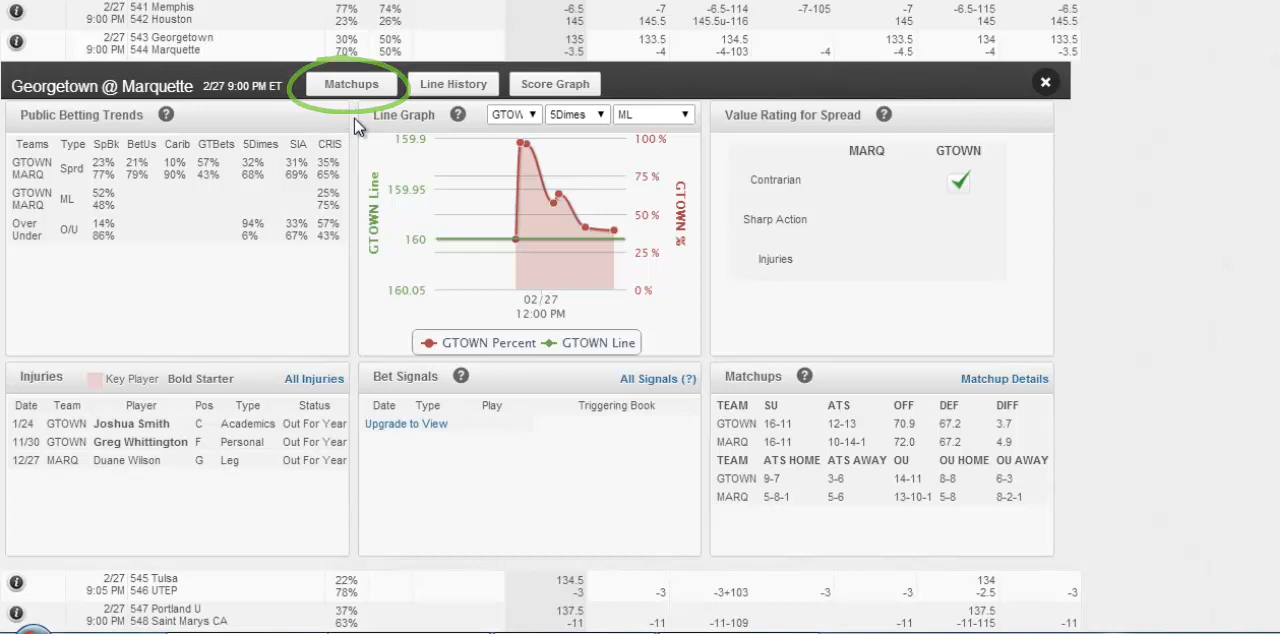 2/27 541 Memphis 77% 74% -6.5 -7 -6.5-114 -7-105 -7 -6.5-115 -6.5
9:00 PM 542 Houston 23% 26% 145 145.5 145.5u-116 145 145 145.5
2/27 543 Georgetown 30% 50% 135 133.5 134.5 133.5 134 133.5
9:00 PM 544 Marquette 70% 50% -3.5 -4 -4-103 -4 -4.5 -4 -3.5
Georgetown @ Marquette 2/27 9:00 PM ET Matchups Line History Score Graph
Public Betting Trends ?
Teams Type SpBk BetUs Carib GTBets 5Dimes SIA CRIS
GTOWN Sprd 23% 21% 10% 57% 32% 31% 35%
MARQ 77% 79% 90% 43% 68% 69% 65%
GTOWN ML 52% 25%
MARQ 48% 75%
Over O/U 14% 94% 33% 57%
Under 86% 6% 67% 43%
Line Graph ? GTOW 5Dimes ML
159.9 100 %
75 %
159.95
50 %
160
25 %
160.05 0 %
GTOWN Line
GTOWN %
02/27
12:00 PM
GTOWN Percent GTOWN Line
Value Rating for Spread ?
MARQ GTOWN
Contrarian
Sharp Action
Injuries
Injuries Key Player Bold Starter All Injuries
Date Team Player Pos Type Status
1/24 GTOWN Joshua Smith C Academics Out For Year
11/30 GTOWN Greg Whittington F Personal Out For Year
12/27 MARQ Duane Wilson G Leg Out For Year
Bet Signals ? All Signals (?)
Date Type Play Triggering Book
Upgrade to View
Matchups ? Matchup Details
TEAM SU ATS OFF DEF DIFF
GTOWN 16-11 12-13 70.9 67.2 3.7
MARQ 16-11 10-14-1 72.0 67.2 4.9
TEAM ATS HOME ATS AWAY OU OU HOME OU AWAY
GTOWN 9-7 3-6 14-11 8-8 6-3
MARQ 5-8-1 5-6 13-10-1 5-8 8-2-1
2/27 545 Tulsa 22% 134.5 134
9:05 PM 546 UTEP 78% -3 -3 -3+103 -3 -3 -2.5 -3
2/27 547 Portland U 37% 137.5 137.5
9:00 PM 548 Saint Marys CA 63% -11 -11 -11-109 -11 -11-115 -11